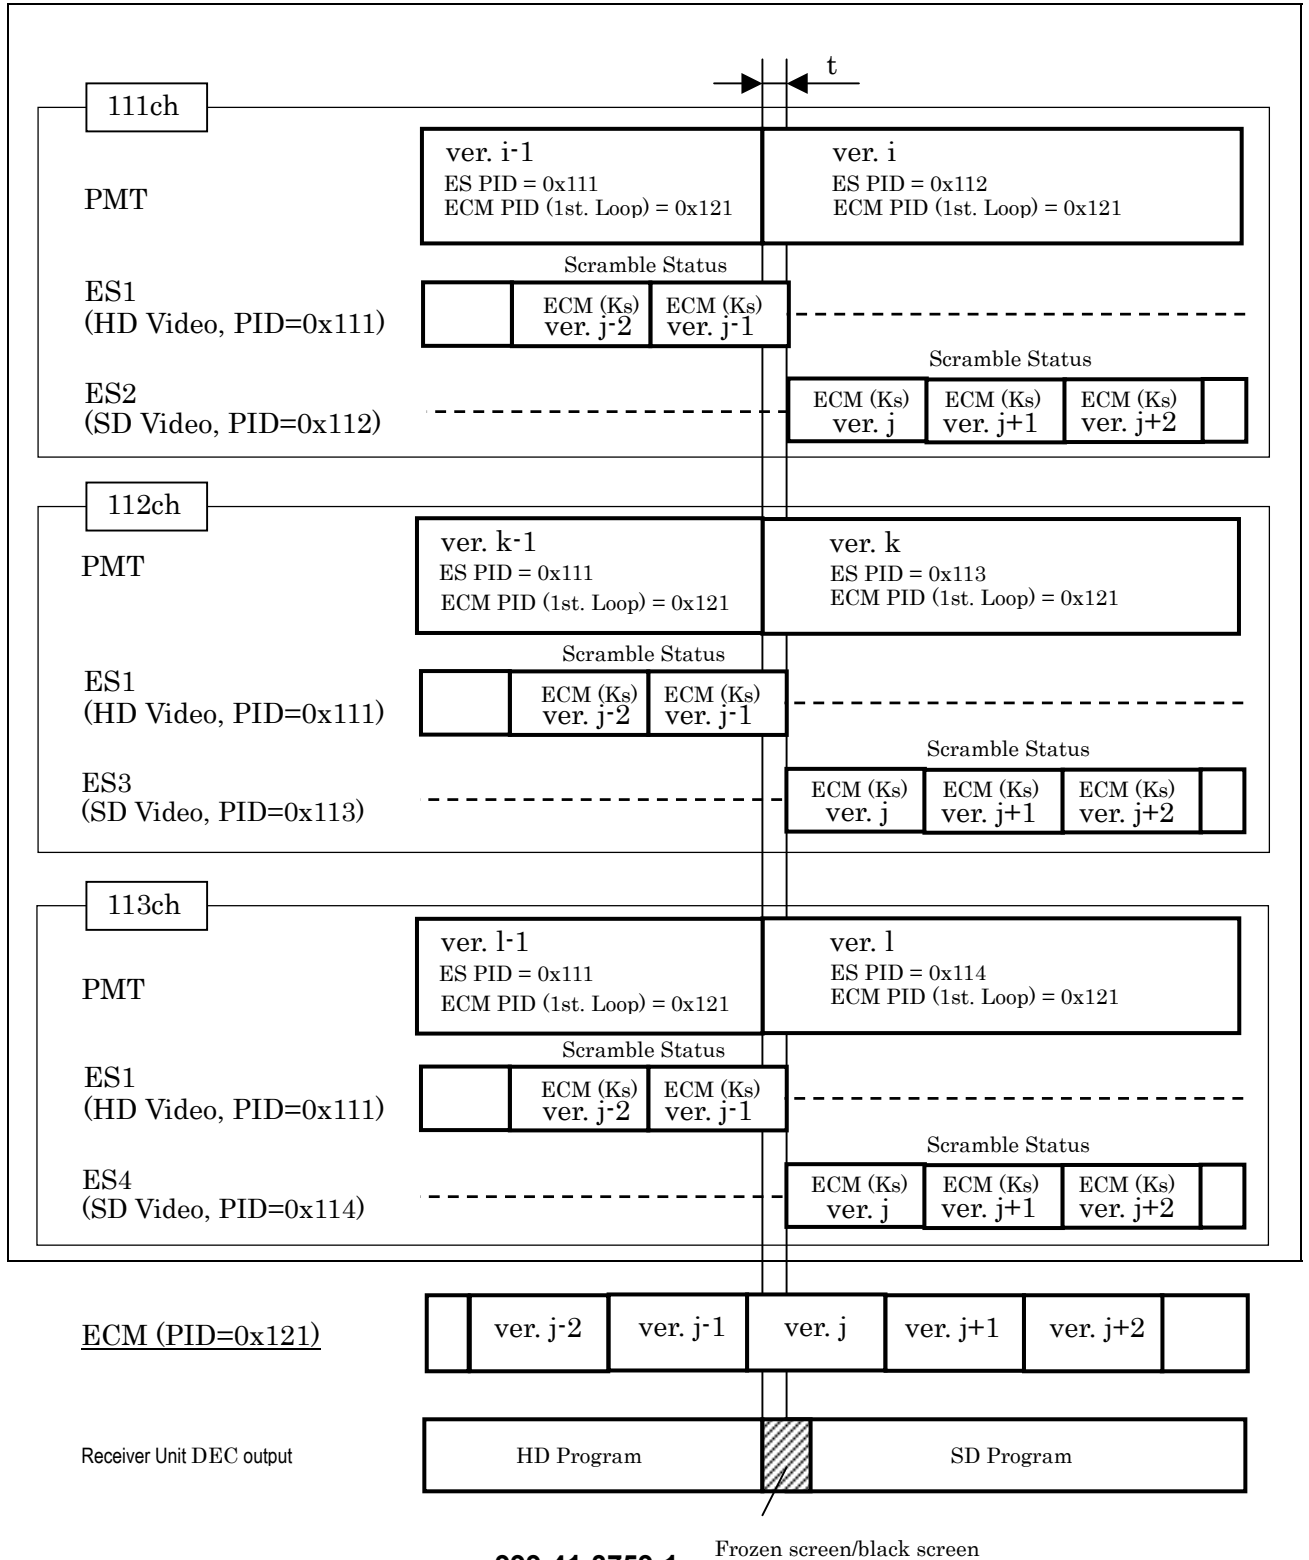 t
111ch
PMT
ver. i-1
ES PID = 0x111
ECM PID (1st. Loop) = 0x121
ver. i
ES PID = 0x112
ECM PID (1st. Loop) = 0x121
Scramble Status
ES1
(HD Video, PID=0x111)
ECM (Ks)
ver. j-2
ECM (Ks)
ver. j-1
Scramble Status
ES2
(SD Video, PID=0x112)
ECM (Ks)
ver. j
ECM (Ks)
ver. j+1
ECM (Ks)
ver. j+2
112ch
PMT
ver. k-1
ES PID = 0x111
ECM PID (1st. Loop) = 0x121
ver. k
ES PID = 0x113
ECM PID (1st. Loop) = 0x121
Scramble Status
ES1
(HD Video, PID=0x111)
ECM (Ks)
ver. j-2
ECM (Ks)
ver. j-1
Scramble Status
ES3
(SD Video, PID=0x113)
ECM (Ks)
ver. j
ECM (Ks)
ver. j+1
ECM (Ks)
ver. j+2
113ch
PMT
ver. l-1
ES PID = 0x111
ECM PID (1st. Loop) = 0x121
ver. l
ES PID = 0x114
ECM PID (1st. Loop) = 0x121
Scramble Status
ES1
(HD Video, PID=0x111)
ECM (Ks)
ver. j-2
ECM (Ks)
ver. j-1
Scramble Status
ES4
(SD Video, PID=0x114)
ECM (Ks)
ver. j
ECM (Ks)
ver. j+1
ECM (Ks)
ver. j+2
ECM (PID=0x121)
ver. j-2
ver. j-1
ver. j
ver. j+1
ver. j+2
Receiver Unit DEC output
HD Program
SD Program
Frozen screen/black screen